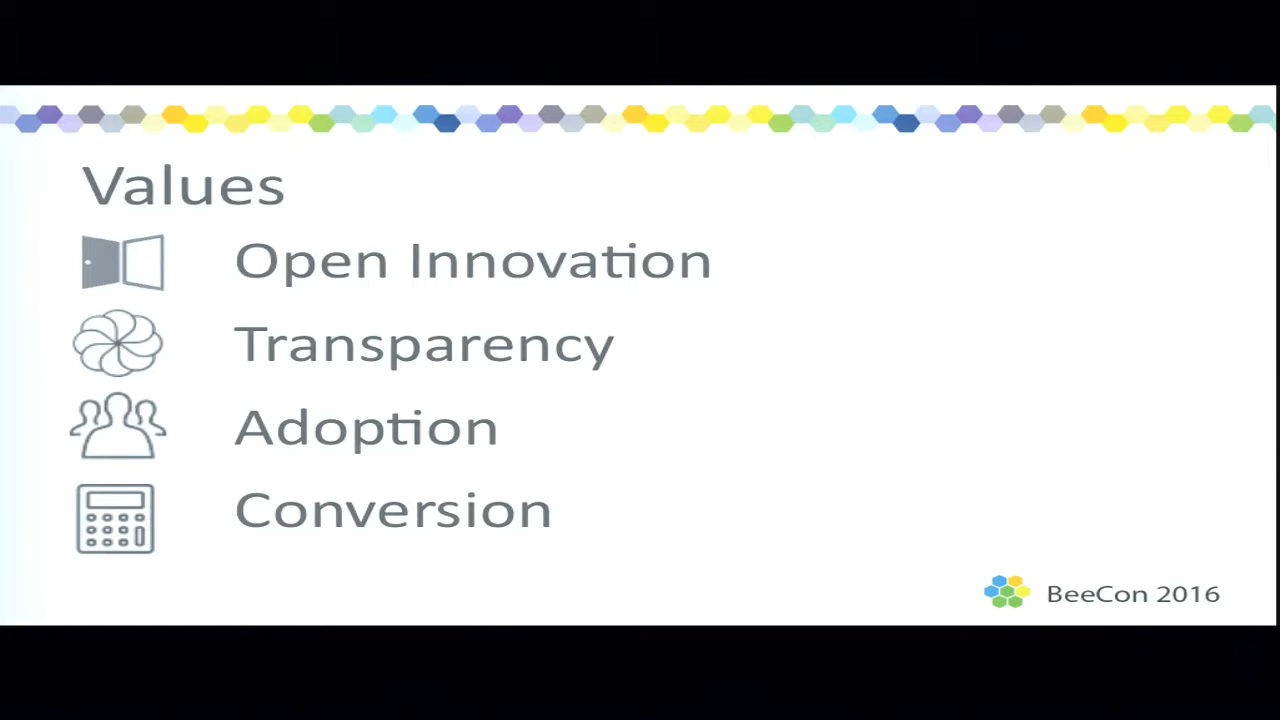 Values
Open Innovation
Transparency
Adoption
Conversion
BeeCon 2016